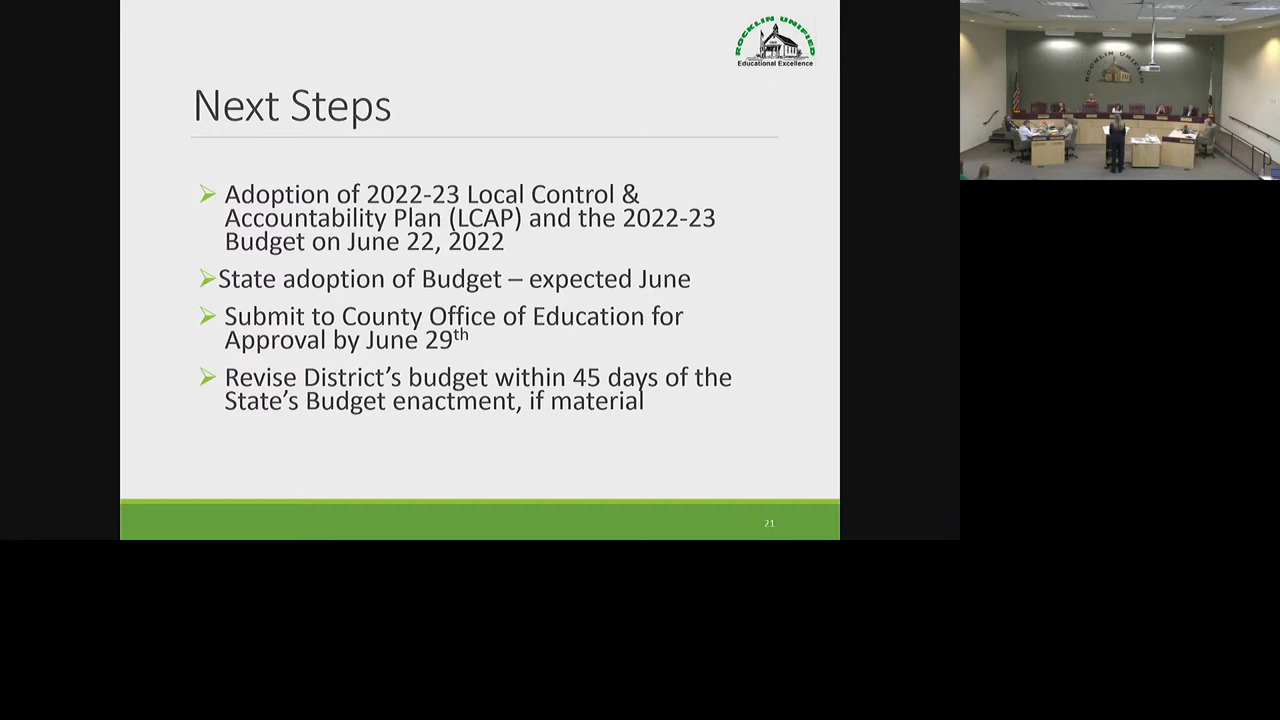 ROCKLIN UNIFIED
Educational Excellence
Next Steps
Adoption of 2022-23 Local Control &
Accountability Plan (LCAP) and the 2022-23
Budget on June 22, 2022
State adoption of Budget – expected June
Submit to County Office of Education for
Approval by June 29th
Revise District's budget within 45 days of the
State's Budget enactment, if material
21
ROCKLIN UNIFIED